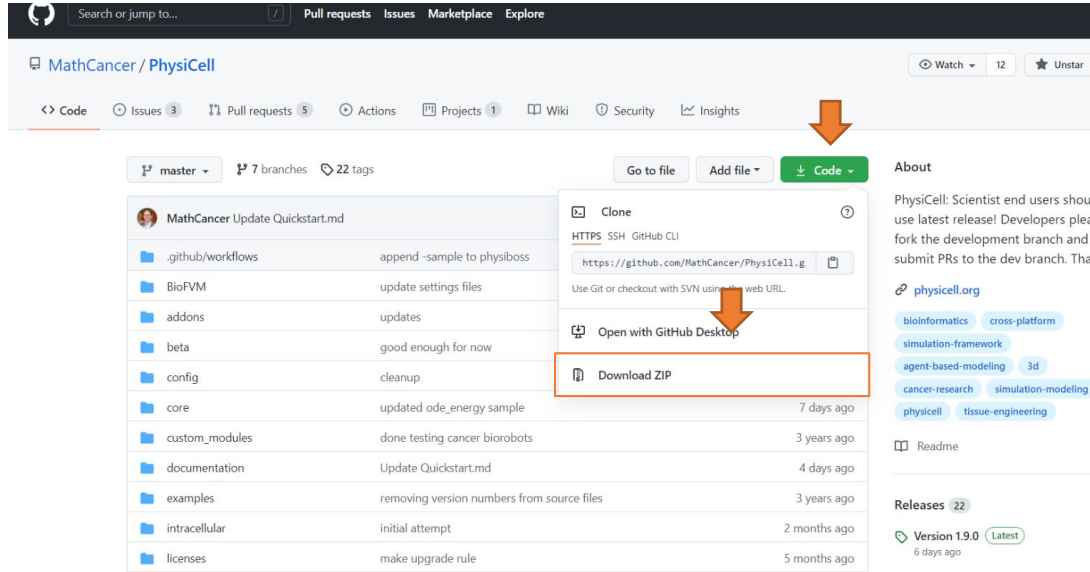 Search or jump to... / Pull requests Issues Marketplace Explore
MathCancer / PhysiCell
Watch 12 Unstar
Code Issues 3 Pull requests 5 Actions Projects 1 Wiki Security Insights
master 7 branches 22 tags Go to file Add file Code
MathCancer Update Quickstart.md
.github/workflows append -sample to physiboss
BioFVM update settings files
addons updates
beta good enough for now
config cleanup
core updated ode_energy sample 7 days ago
custom_modules done testing cancer biorobots 3 years ago
documentation Update Quickstart.md 4 days ago
examples removing version numbers from source files 3 years ago
intracellular initial attempt 2 months ago
licenses make upgrade rule 5 months ago
Clone
HTTPS SSH GitHub CLI
https://github.com/MathCancer/PhysiCell.g
Use Git or checkout with SVN using the web URL.
Open with GitHub Desktop
Download ZIP
About
PhysiCell: Scientist end users shou
use latest release! Developers plea
fork the development branch and
submit PRs to the dev branch. Tha
physicell.org
bioinformatics cross-platform
simulation-framework
agent-based-modeling 3d
cancer-research simulation-modeling
physicell tissue-engineering
Readme
Releases 22
Version 1.9.0 Latest
6 days ago